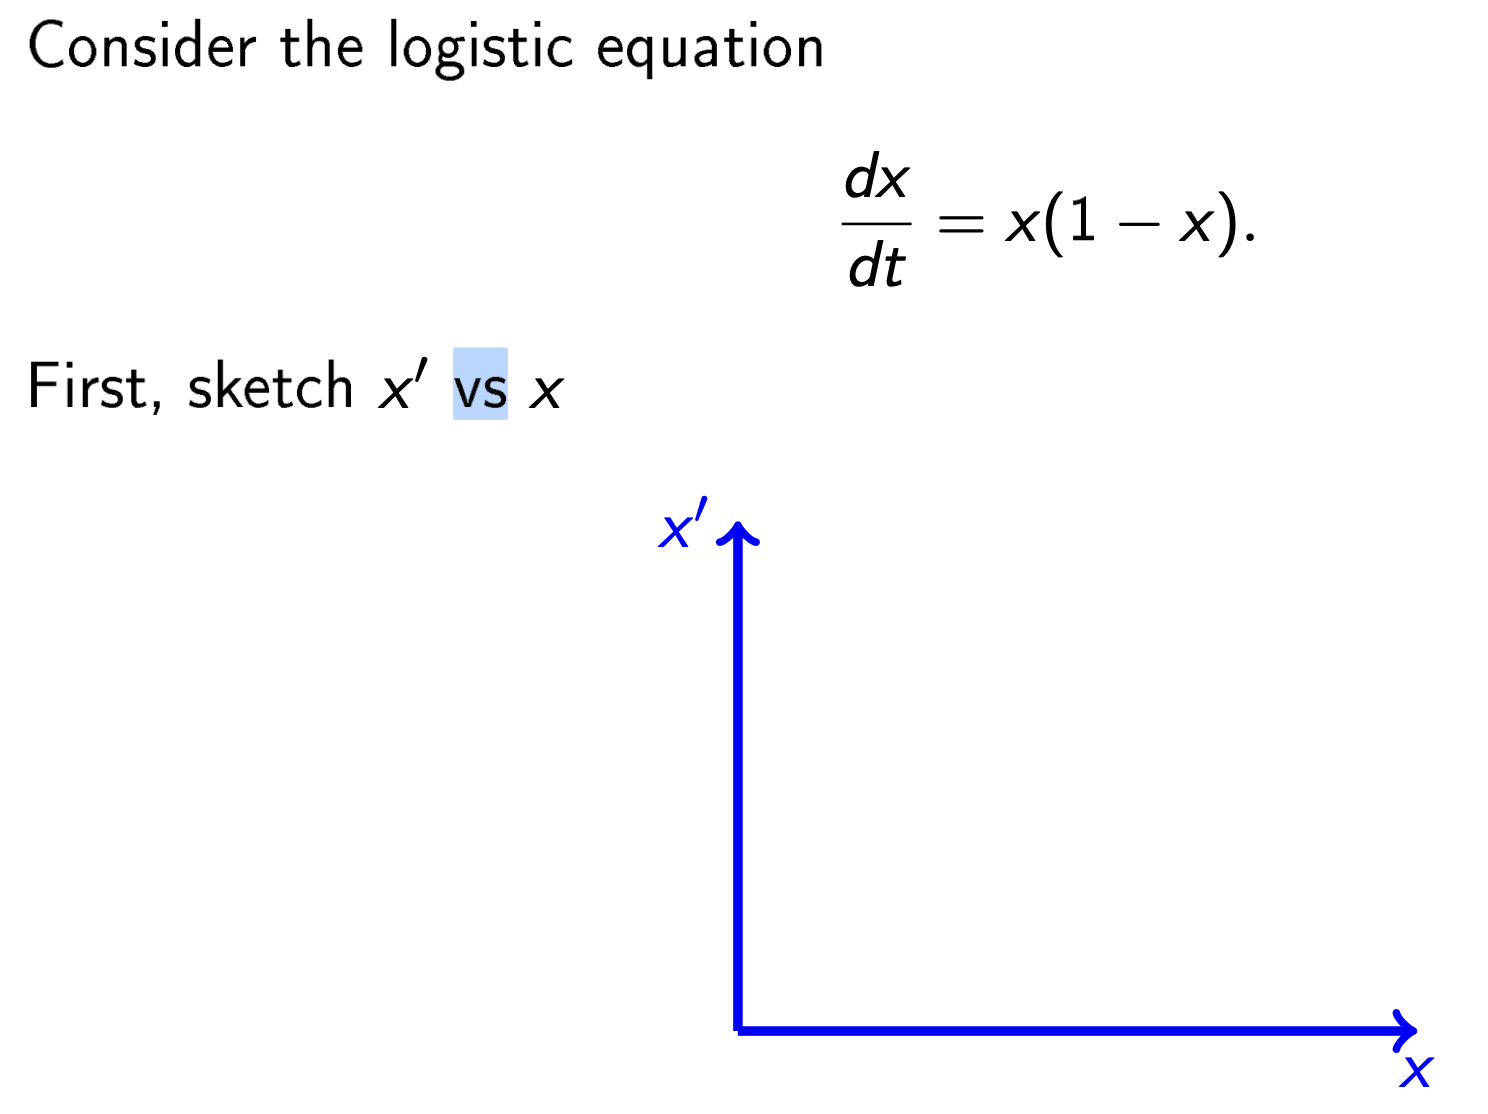 Consider the logistic equation
dx/dt = x(1 − x).
First, sketch x′ vs x
x′
x